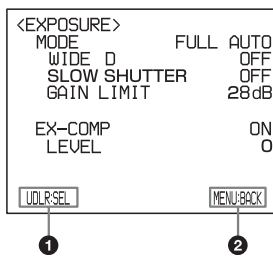 <EXPOSURE>
MODE FULL AUTO
WIDE D OFF
SLOW SHUTTER OFF
GAIN LIMIT 28dB
EX-COMP ON
LEVEL 0
UDLR:SEL MENU:BACK
1 2